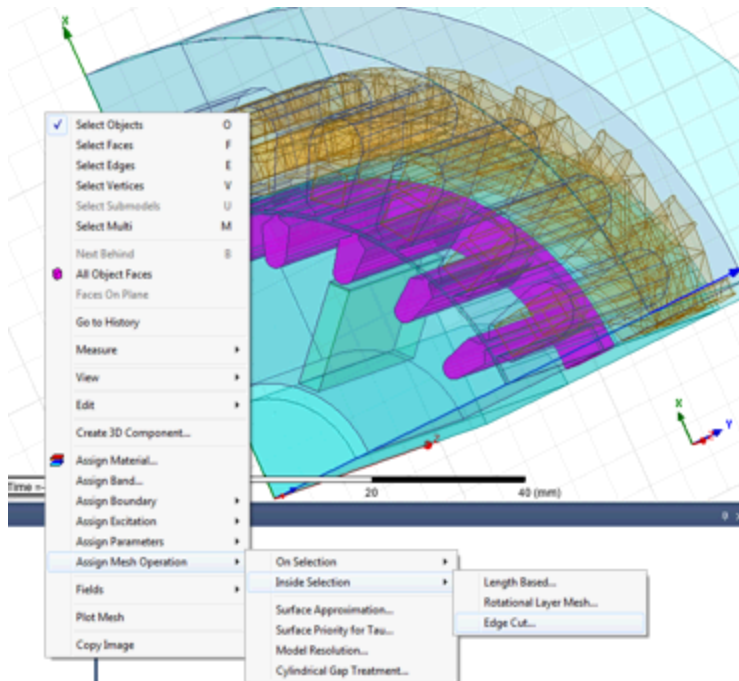 X
Select Objects O
Select Faces F
Select Edges E
Select Vertices V
Select Submodels U
Select Multi M
Next Behind B
All Object Faces
Faces On Plane
Go to History
Measure
View
Edit
Create 3D Component...
Assign Material...
Assign Band...
Assign Boundary
Assign Excitation
Assign Parameters
Assign Mesh Operation
Fields
Plot Mesh
Copy Image
On Selection
Inside Selection
Surface Approximation...
Surface Priority for Tau...
Model Resolution...
Cylindrical Gap Treatment...
Length Based...
Rotational Layer Mesh...
Edge Cut...
Z
X
Y
Time =
20
40 (mm)